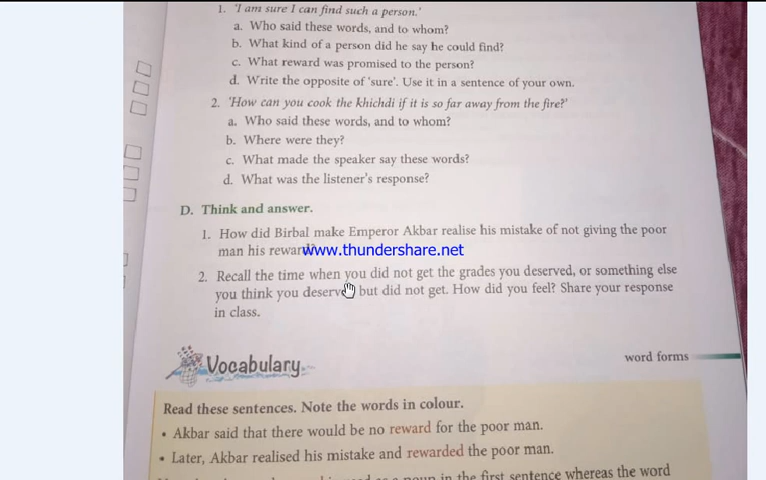 1. 'I am sure I can find such a person.'
a. Who said these words, and to whom?
b. What kind of a person did he say he could find?
c. What reward was promised to the person?
d. Write the opposite of 'sure'. Use it in a sentence of your own.
2. 'How can you cook the khichdi if it is so far away from the fire?'
a. Who said these words, and to whom?
b. Where were they?
c. What made the speaker say these words?
d. What was the listener's response?
D. Think and answer.
1. How did Birbal make Emperor Akbar realise his mistake of not giving the poor
man his reward?
www.thundershare.net
2. Recall the time when you did not get the grades you deserved, or something else
you think you deserve but did not get. How did you feel? Share your response
in class.
Vocabulary
word forms
Read these sentences. Note the words in colour.
• Akbar said that there would be no reward for the poor man.
• Later, Akbar realised his mistake and rewarded the poor man.
noun in the first sentence whereas the word